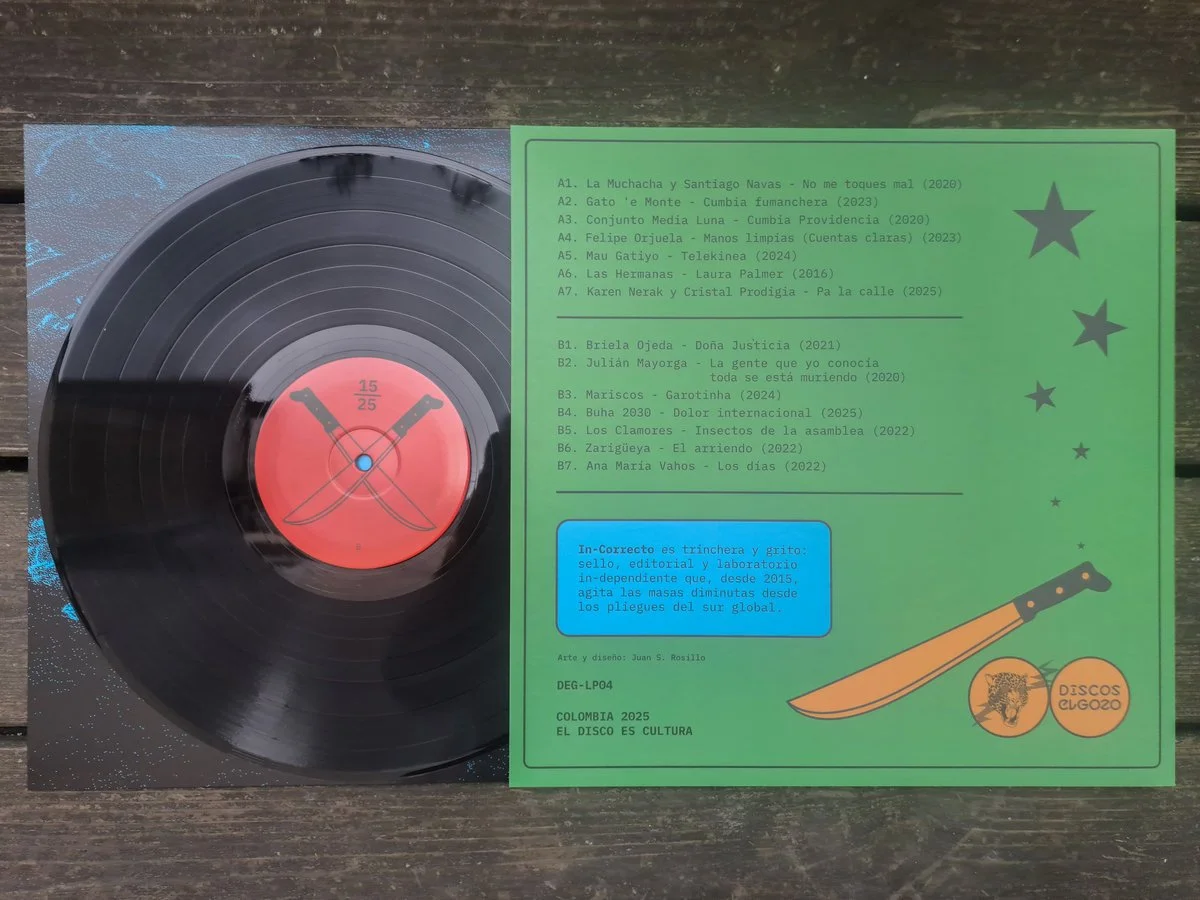 15
25
B
A1. La Muchacha y Santiago Navas - No me toques mal (2020)
A2. Gato 'e Monte - Cumbia fumanchera (2023)
A3. Conjunto Media Luna - Cumbia Providencia (2020)
A4. Felipe Orjuela - Manos limpias (Cuentas claras) (2023)
A5. Mau Gatiyo - Telekinea (2024)
A6. Las Hermanas - Laura Palmer (2016)
A7. Karen Nerak y Cristal Prodigia - Pa la calle (2025)
B1. Briela Ojeda - Doña Justicia (2021)
B2. Julián Mayorga - La gente que yo conocía
toda se está muriendo (2020)
B3. Mariscos - Garotinha (2024)
B4. Buha 2030 - Dolor internacional (2025)
B5. Los Clamores - Insectos de la asamblea (2022)
B6. Zarigüeya - El arriendo (2022)
B7. Ana María Vahos - Los días (2022)
In-Correcto es trinchera y grito:
sello, editorial y laboratorio
in-dependiente que, desde 2015,
agita las masas diminutas desde
los pliegues del sur global.
Arte y diseño: Juan S. Rosillo
DEG-LP04
COLOMBIA 2025
EL DISCO ES CULTURA
DISCOS
elGOZO